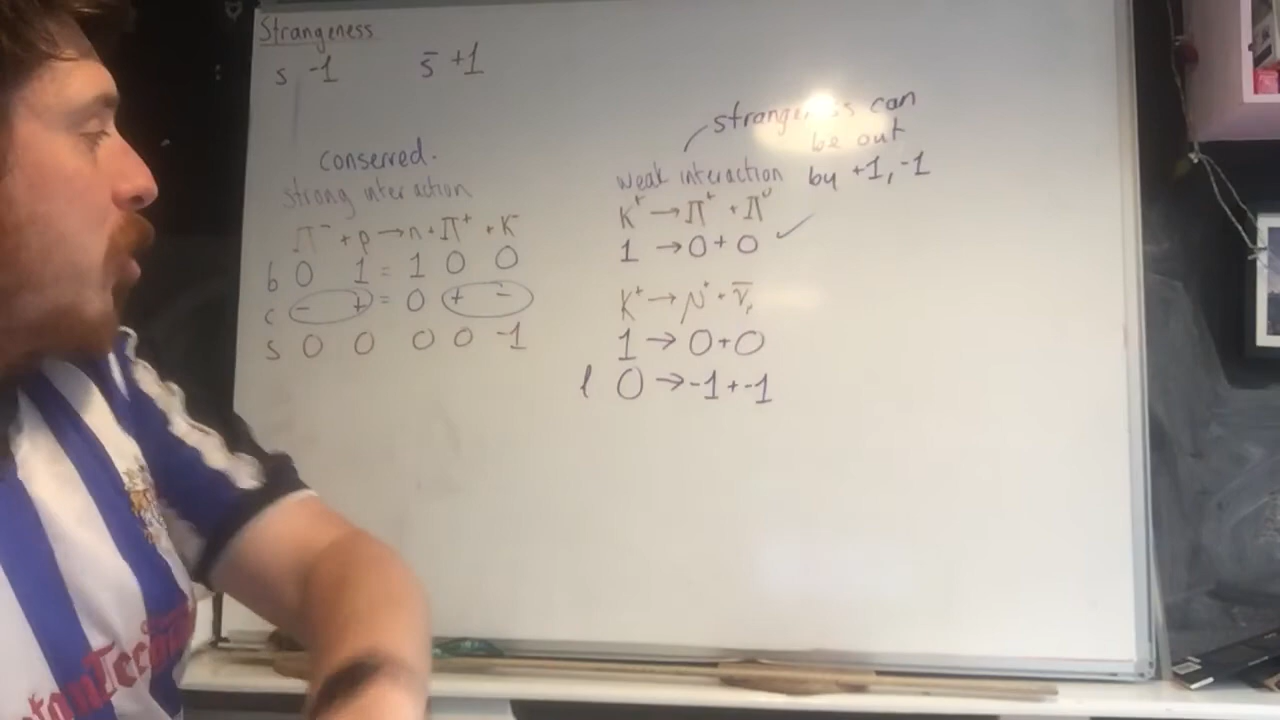 Strangeness
s -1 s̄ +1
conserved.
strong interaction
π⁻ + p → n + π⁺ + K⁻
b 0 1 = 1 0 0
c - + = 0 + -
s 0 0 0 0 -1
strangeness can
be out
by +1, -1
weak interaction
K⁺ → π⁺ + π⁰
1 → 0 + 0 ✓
K⁺ → μ⁺ + ν̄
1 → 0 + 0
l 0 → -1 + -1